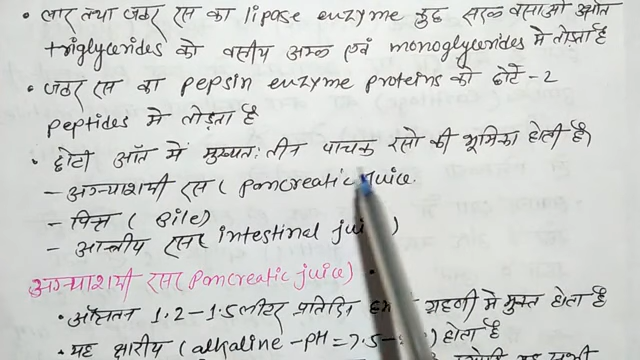 • लार तथा जठर रस का lipase enzyme कुछ सरल वसाओ अर्थात
triglycerides को वसीय अम्ल एवं monoglycerides मे तोड़ता है
• जठर रस का pepsin enzyme proteins को छोटे-2
peptides मे तोड़ता है
• छोटी आँत मे मुख्यत: तीन पाचक रसो की भूमिका होती है
- अग्न्याशयी रस ( pancreatic juice
- पित्त ( Bile)
- आन्त्रीय रस( intestinal jui )
अग्न्याशयी रस( pancreatic juice)
• औसतन 1.2-1.5 लीटर प्रतिदिन ग्रहणी मे मुक्त होता है
• यह क्षारीय (alkaline -PH=7.5- ) होता है